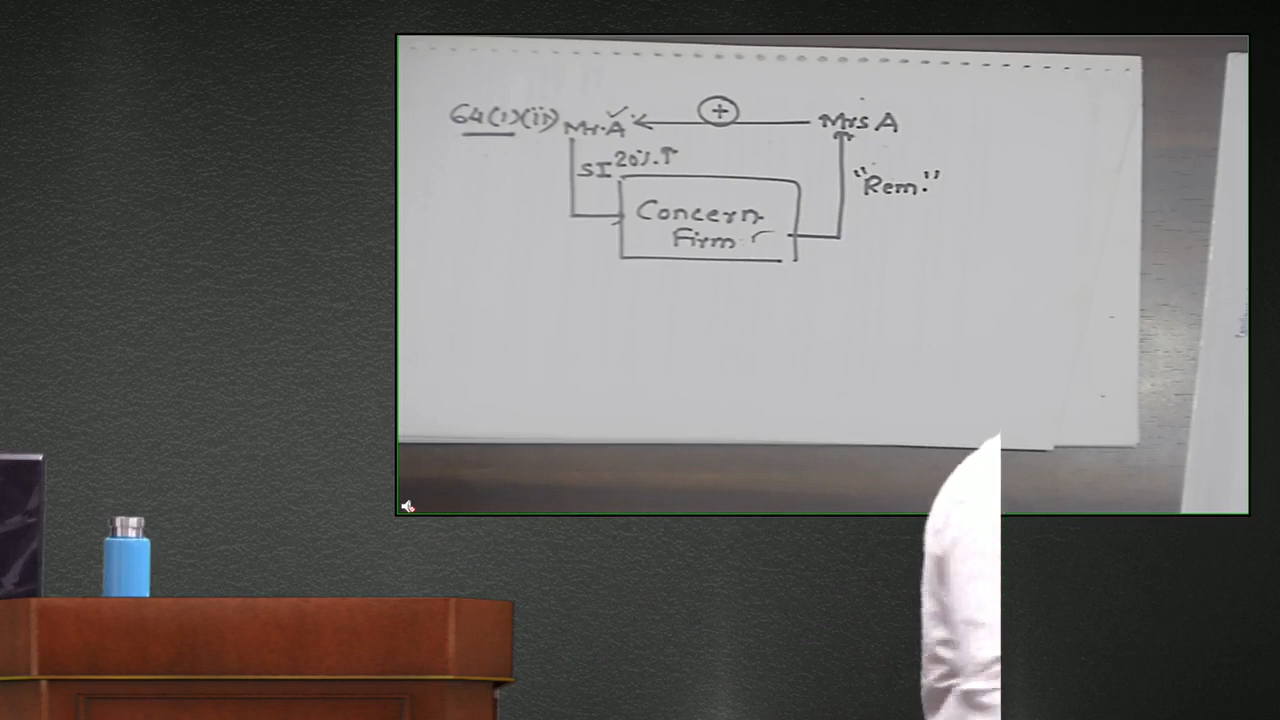 64(1)(ii) Mr.A ← ⊕ Mrs A
SI 20%↑
"Rem."
Concern
Firm